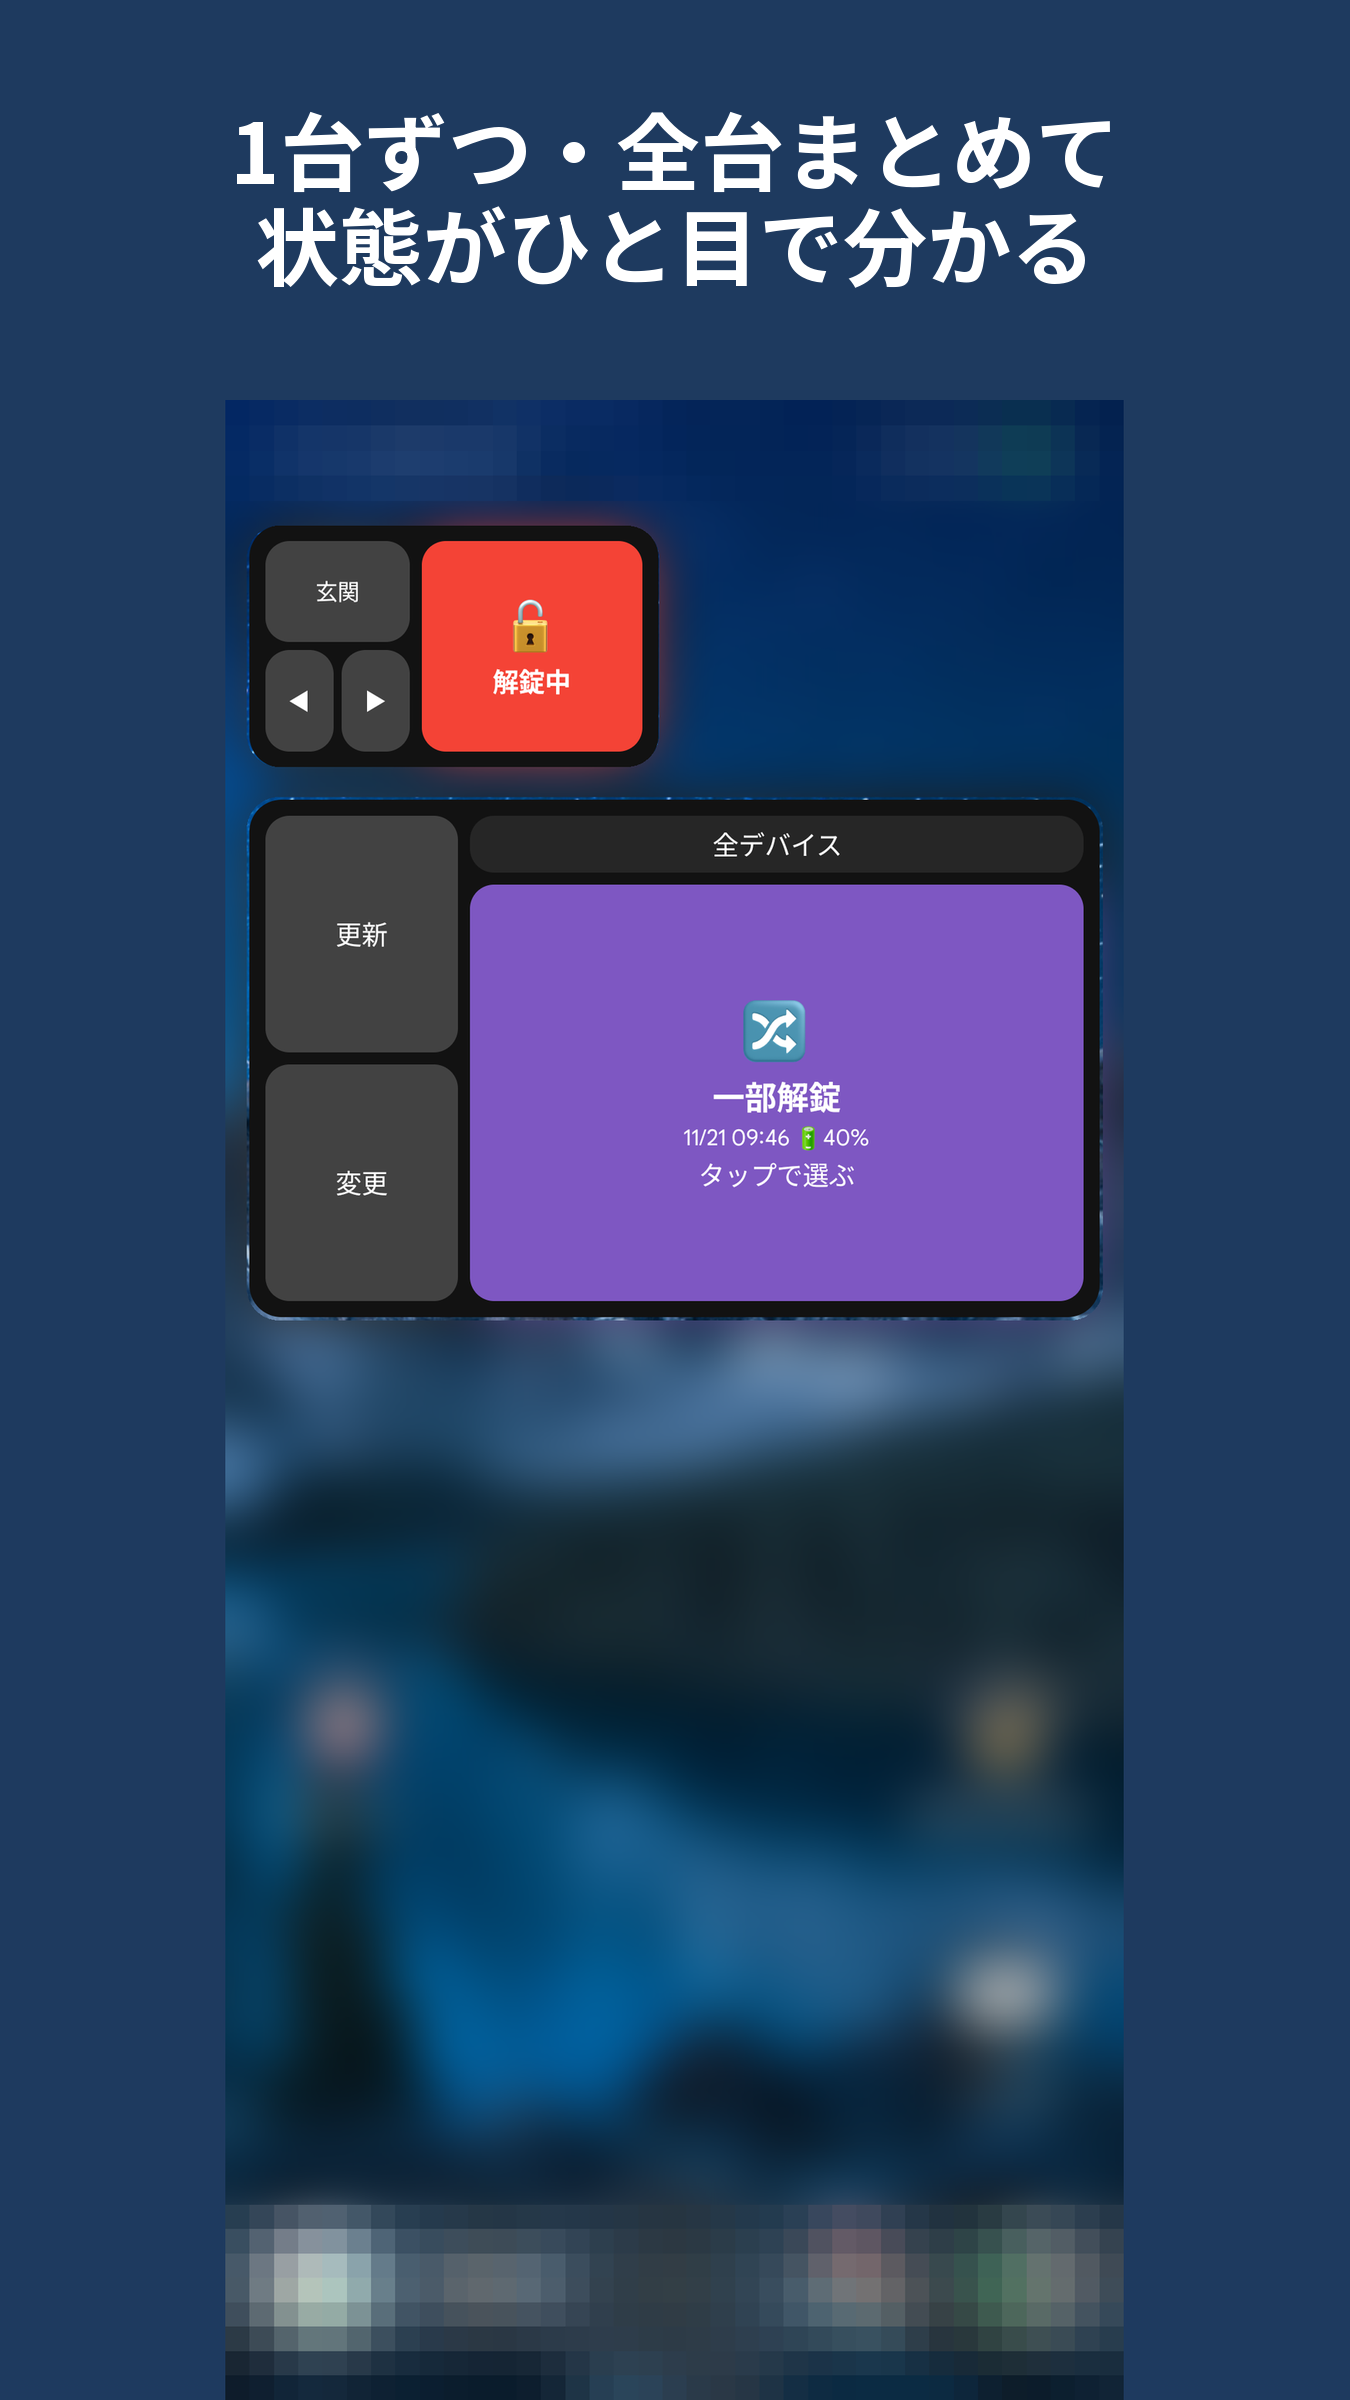 1台ずつ・全台まとめて
状態がひと目で分かる
玄関
解錠中
全デバイス
更新
変更
一部解錠
11/21 09:46 🔋40%
タップで選ぶ